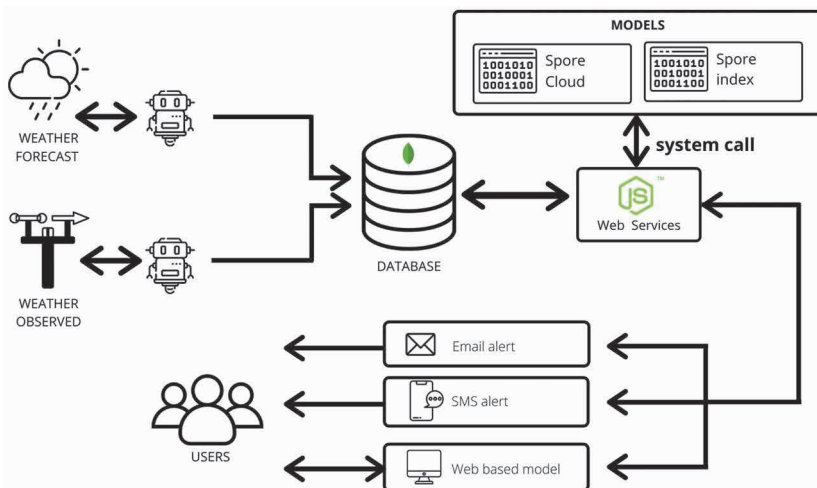 MODELS
1001010
0010001
0001100
Spore
Cloud
1001010
0010001
0001100
Spore
index
WEATHER
FORECAST
system call
JS
TM
Web Services
DATABASE
WEATHER
OBSERVED
Email alert
SMS alert
Web based model
USERS